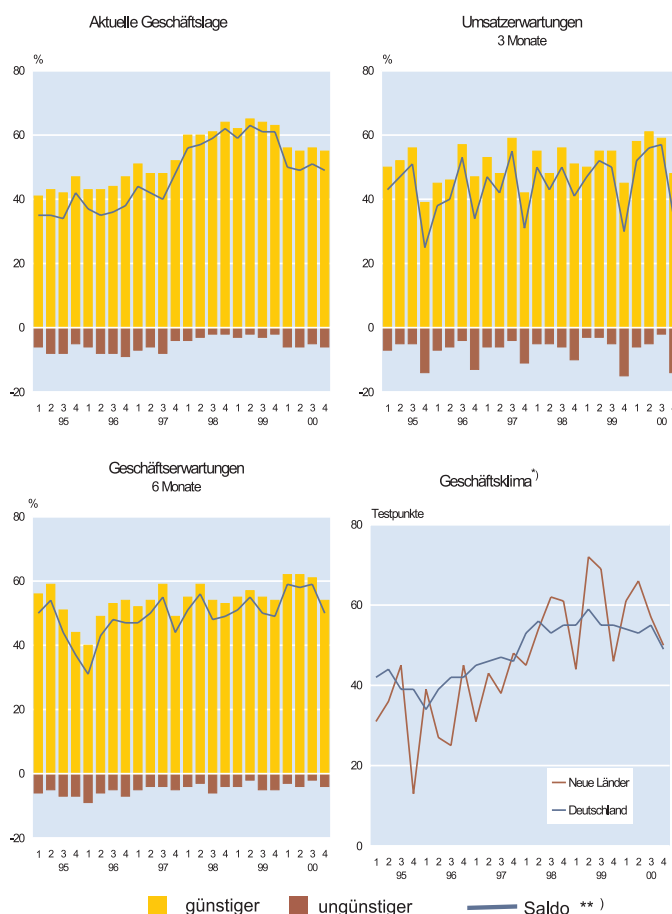 Aktuelle Geschäftslage
%
80
60
40
20
0
-20
1 2 3 4 1 2 3 4 1 2 3 4 1 2 3 4 1 2 3 4 1 2 3 4
95 96 97 98 99 00
Umsatzerwartungen
3 Monate
%
80
60
40
20
0
-20
1 2 3 4 1 2 3 4 1 2 3 4 1 2 3 4 1 2 3 4 1 2 3 4
95 96 97 98 99 00
Geschäftserwartungen
6 Monate
%
80
60
40
20
0
-20
1 2 3 4 1 2 3 4 1 2 3 4 1 2 3 4 1 2 3 4 1 2 3 4
95 96 97 98 99 00
Geschäftsklima*)
Testpunkte
80
60
40
20
0
Neue Länder
Deutschland
1 2 3 4 1 2 3 4 1 2 3 4 1 2 3 4 1 2 3 4 1 2 3 4
95 96 97 98 99 00
günstiger ungünstiger Saldo **)